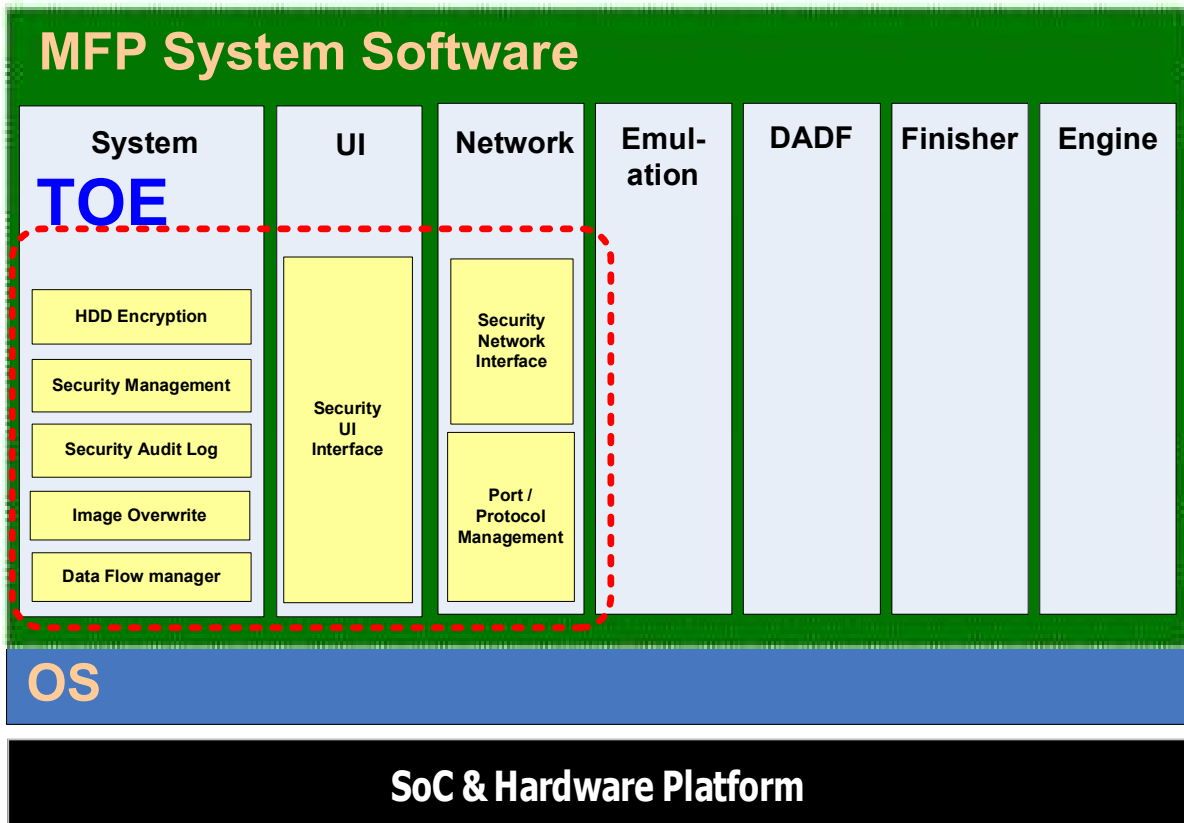 MFP System Software
System
UI
Network
Emul-
ation
DADF
Finisher
Engine
TOE
HDD Encryption
Security Management
Security Audit Log
Image Overwrite
Data Flow manager
Security
UI
Interface
Security
Network
Interface
Port /
Protocol
Management
OS
SoC & Hardware Platform